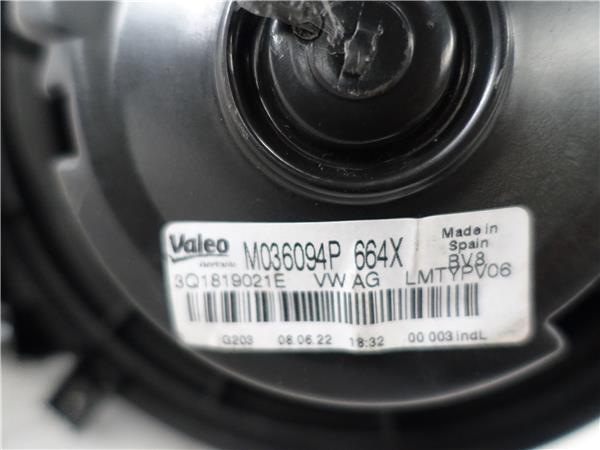 Valeo M036094P 664X
Made in
Spain
BV8
3Q1819021E VW AG LMTYPV06
G203 08.06.22 18:32 00 003 indL